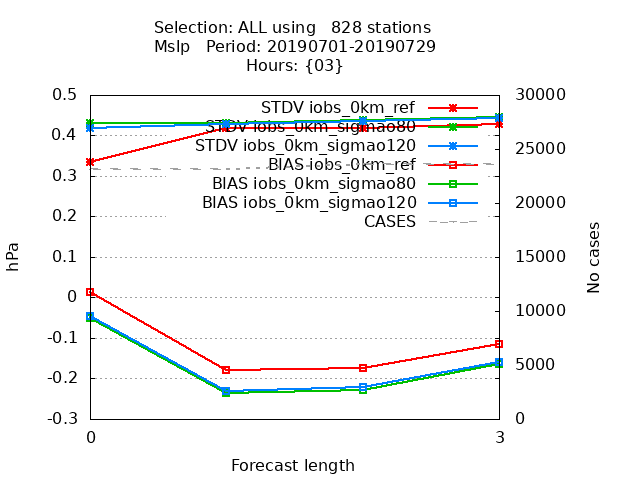 Selection: ALL using   828 stations
Mslp   Period: 20190701-20190729
Hours: {03}
0.5
0.4
0.3
0.2
0.1
0
-0.1
-0.2
-0.3
hPa
STDV iobs_0km_ref
STDV iobs_0km_sigmao80
STDV iobs_0km_sigmao120
BIAS iobs_0km_ref
BIAS iobs_0km_sigmao80
BIAS iobs_0km_sigmao120
CASES
30000
25000
20000
15000
10000
5000
0
No cases
0
3
Forecast length